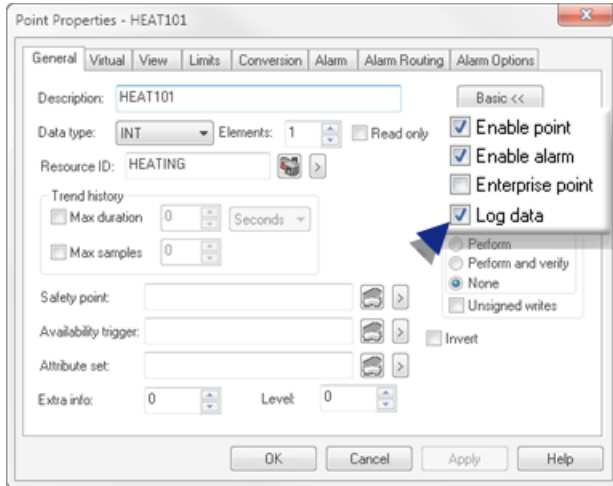 Point Properties - HEAT101
General Virtual View Limits Conversion Alarm Alarm Routing Alarm Options
Description: HEAT101 Basic <<
Data type: INT Elements: 1 Read only
Enable point
Enable alarm
Enterprise point
Log data
Resource ID: HEATING >
Trend history
Max duration 0 Seconds
Max samples 0
Perform
Perform and verify
None
Unsigned writes
Safety point: >
Availability trigger: > Invert
Attribute set: >
Extra info: 0 Level: 0
OK Cancel Apply Help